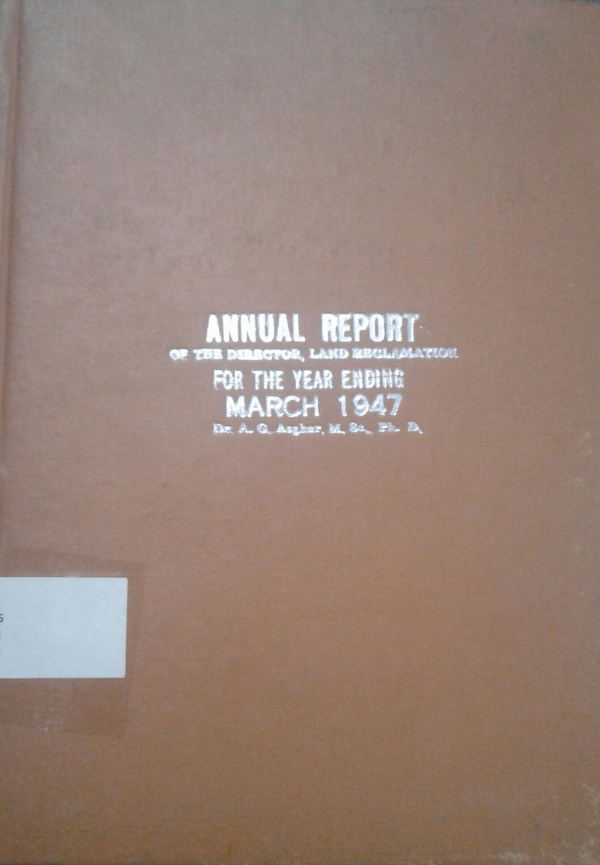 ANNUAL REPORT
OF THE DIRECTOR, LAND RECLAMATION
FOR THE YEAR ENDING
MARCH 1947
Dr. A. G. Asghar, M. Sc., Ph. D.